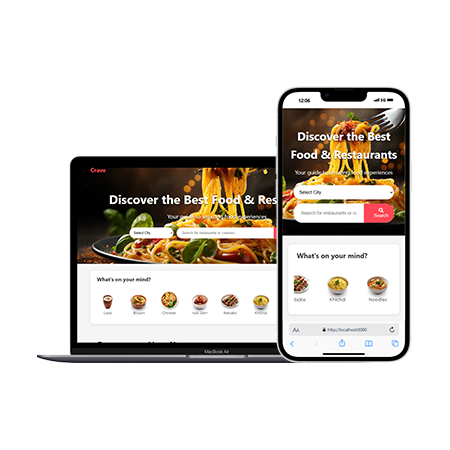 Crave
Discover the Best Food & Res
Your guide to amazing food experiences
Select City
Search for restaurants or cuisines
What's on your mind?
Biryani
Chinese
Kebabs
Khichdi
MacBook Air
12:06
Discover the Best
Food & Restaurants
Your guide to amazing food experiences
Select City
Search for restaurants or cu
Search
What's on your mind?
babs
Khichdi
Noodles
AA
http://localhost:8080